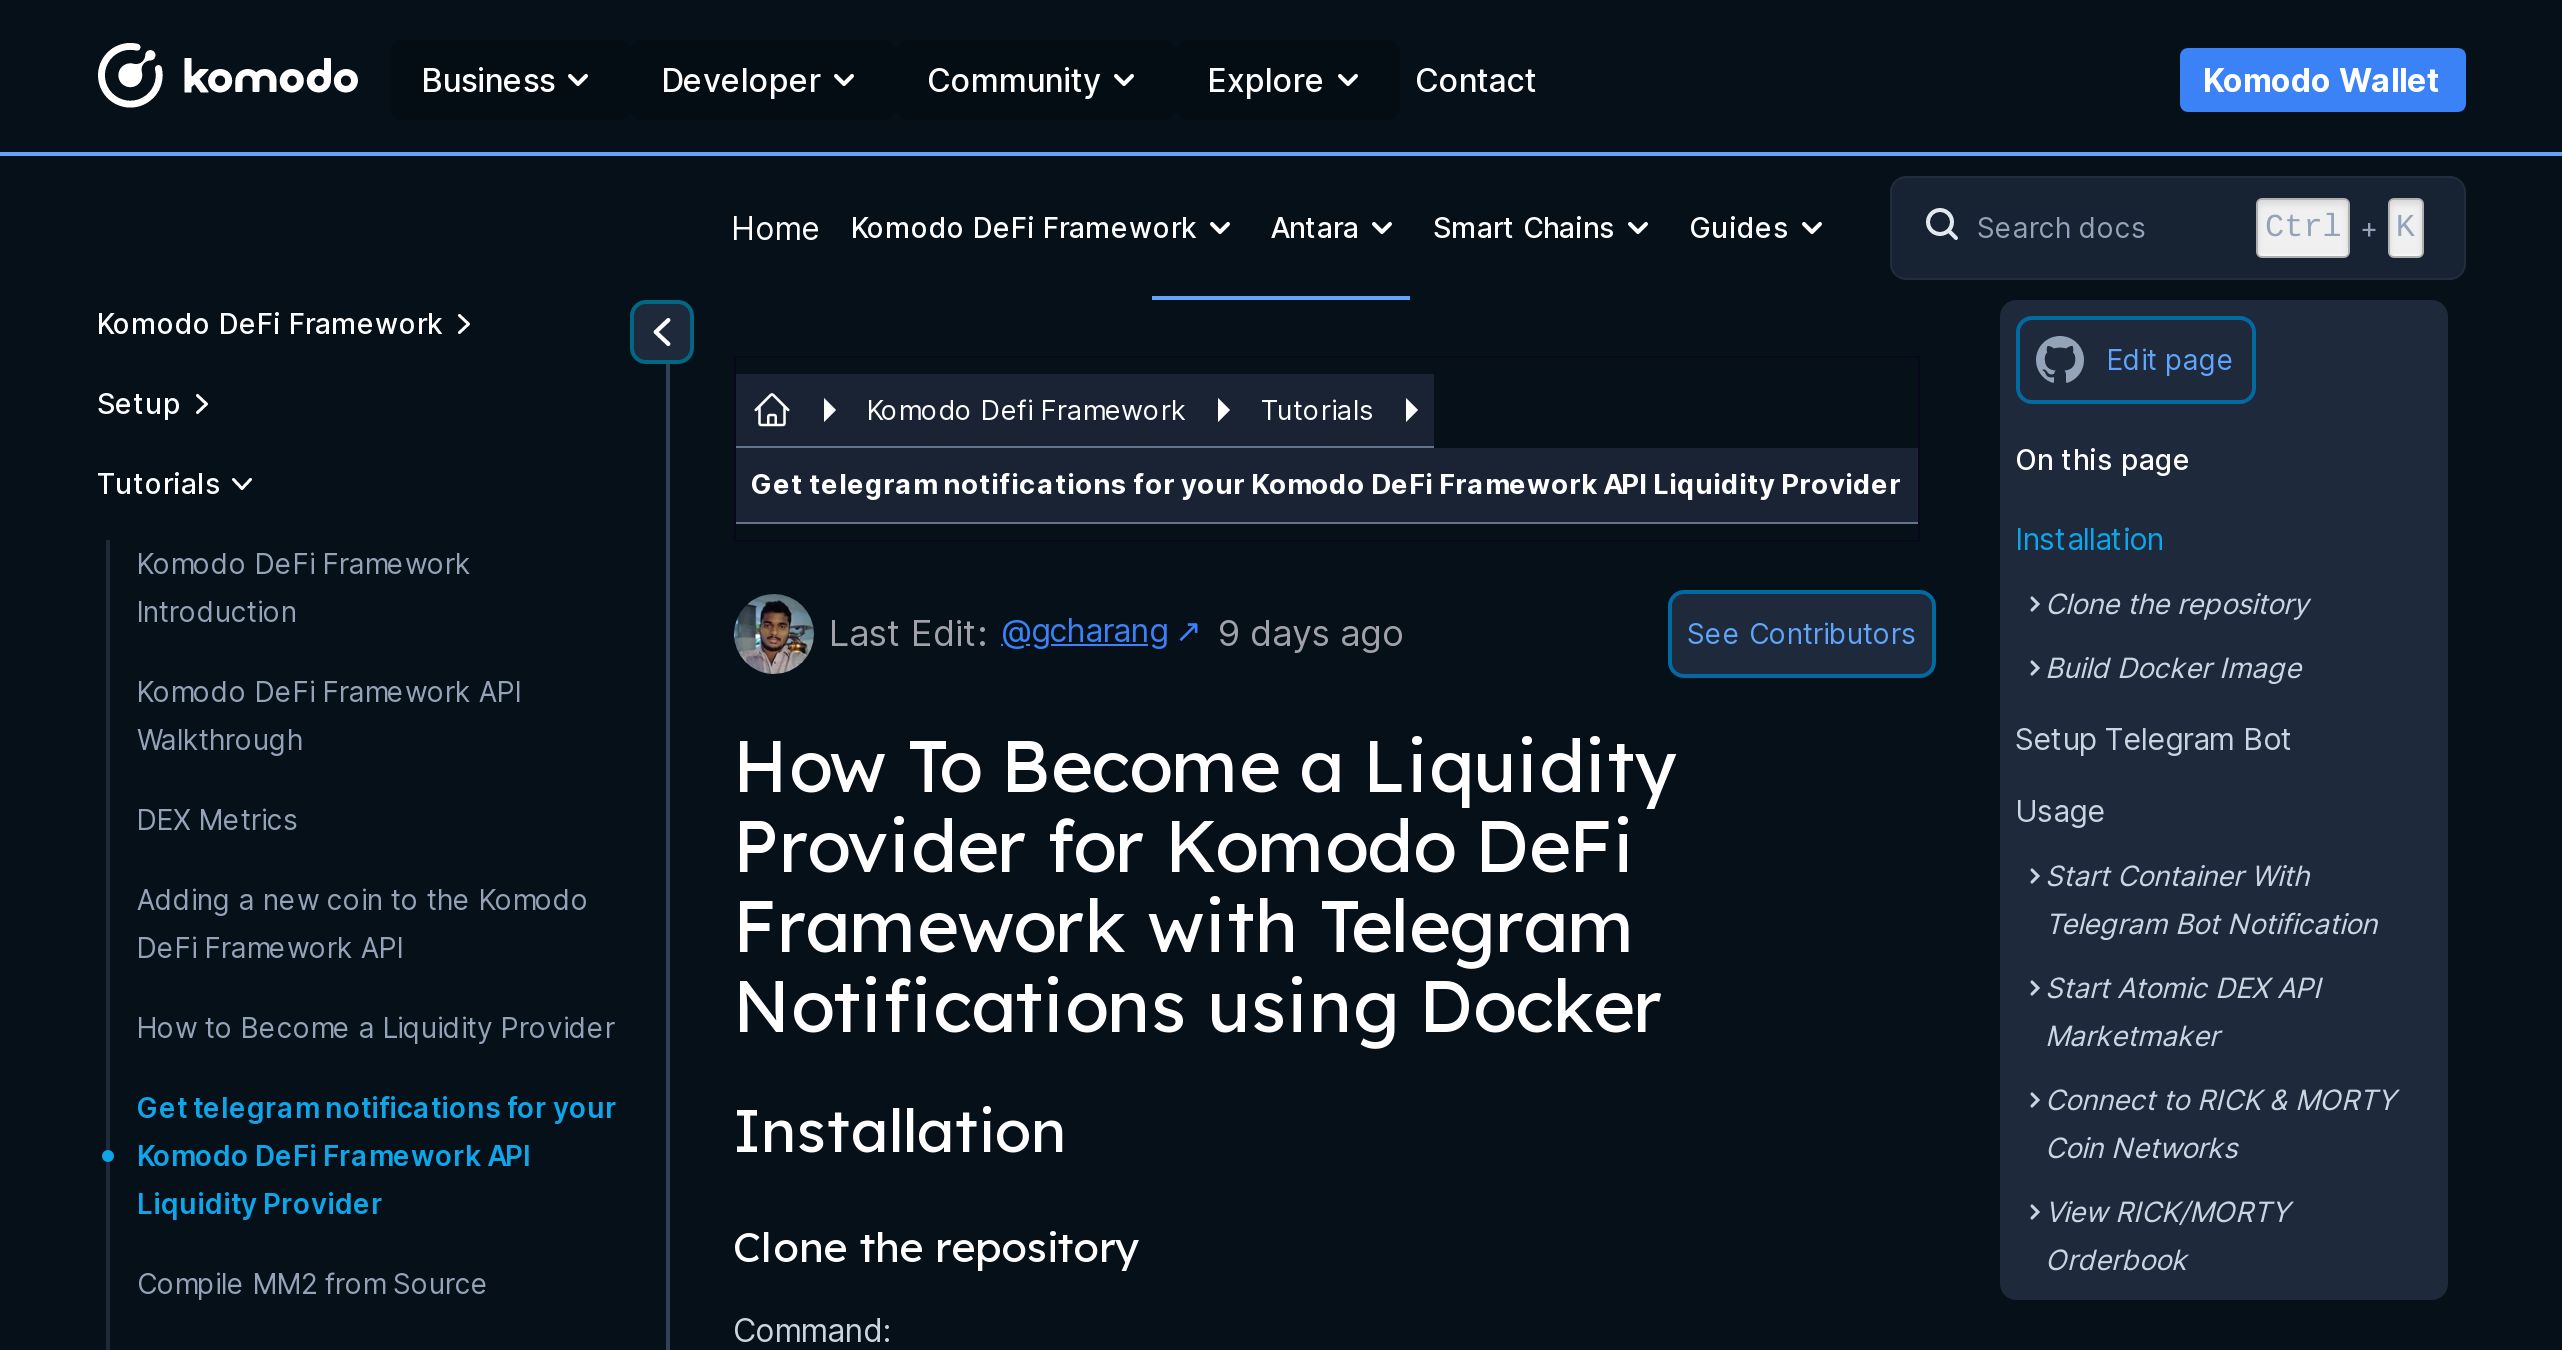 komodo
Business
Developer
Community
Explore
Contact
Komodo Wallet
Home
Komodo DeFi Framework
Antara
Smart Chains
Guides
Search docs
Ctrl + K
Komodo DeFi Framework
Setup
Tutorials
Komodo DeFi Framework
Introduction
Komodo DeFi Framework API
Walkthrough
DEX Metrics
Adding a new coin to the Komodo
DeFi Framework API
How to Become a Liquidity Provider
Get telegram notifications for your
Komodo DeFi Framework API
Liquidity Provider
Compile MM2 from Source
Komodo Defi Framework
Tutorials
Get telegram notifications for your Komodo DeFi Framework API Liquidity Provider
Last Edit: @gcharang ↗ 9 days ago
See Contributors
How To Become a Liquidity
Provider for Komodo DeFi
Framework with Telegram
Notifications using Docker
Installation
Clone the repository
Command:
Edit page
On this page
Installation
Clone the repository
Build Docker Image
Setup Telegram Bot
Usage
Start Container With
Telegram Bot Notification
Start Atomic DEX API
Marketmaker
Connect to RICK & MORTY
Coin Networks
View RICK/MORTY
Orderbook